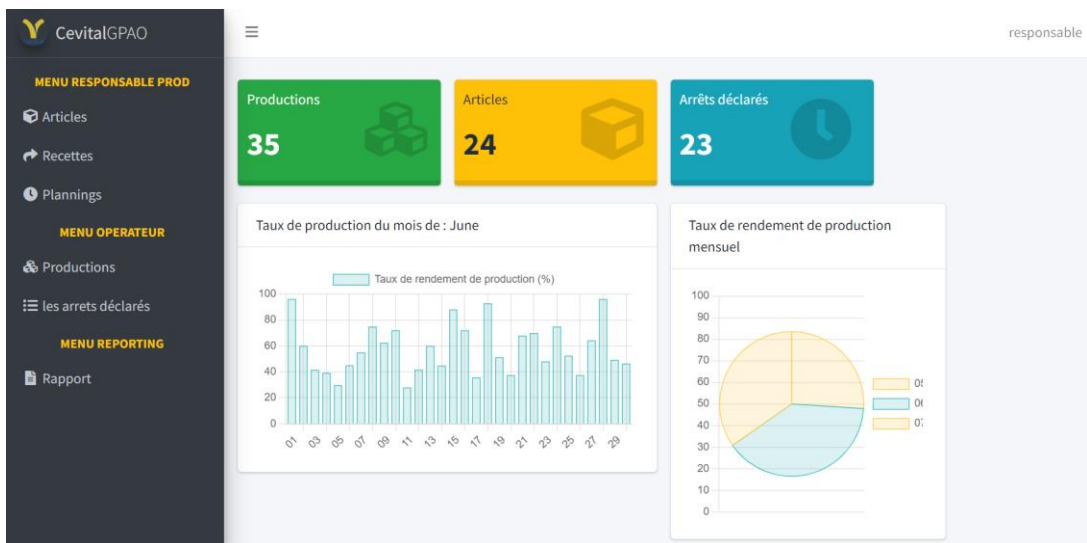 CevitalGPAO
responsable
MENU RESPONSABLE PROD
Articles
Recettes
Plannings
MENU OPERATEUR
Productions
les arrets déclarés
MENU REPORTING
Rapport
Productions
35
Articles
24
Arrêts déclarés
23
Taux de production du mois de : June
Taux de rendement de production (%)
100
80
60
40
20
0
01 03 05 07 09 11 13 15 17 19 21 23 25 27 29
Taux de rendement de production
mensuel
100
90
80
70
60
50
40
30
20
10
0
05
06
07